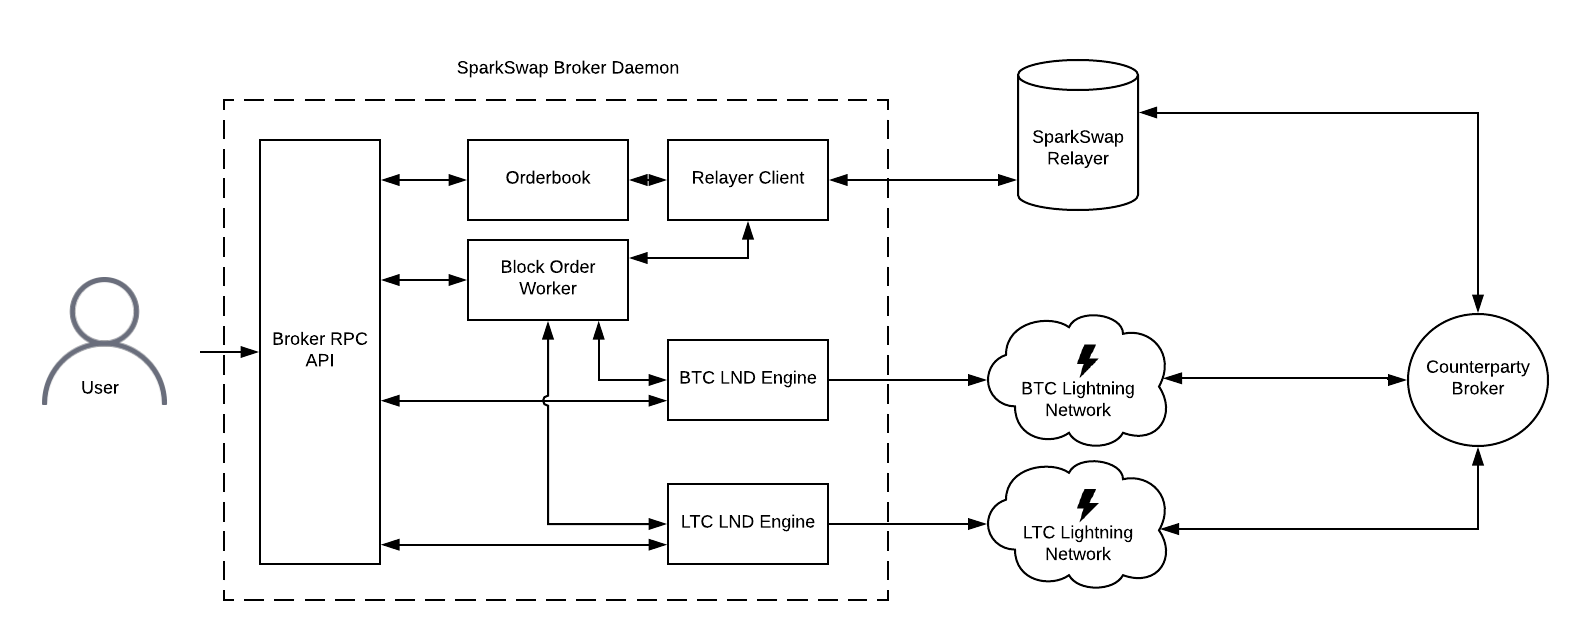 SparkSwap Broker Daemon
SparkSwap
Relayer
Orderbook
Relayer Client
Block Order
Worker
Broker RPC
API
User
BTC LND Engine
BTC Lightning
Network
Counterparty
Broker
LTC LND Engine
LTC Lightning
Network